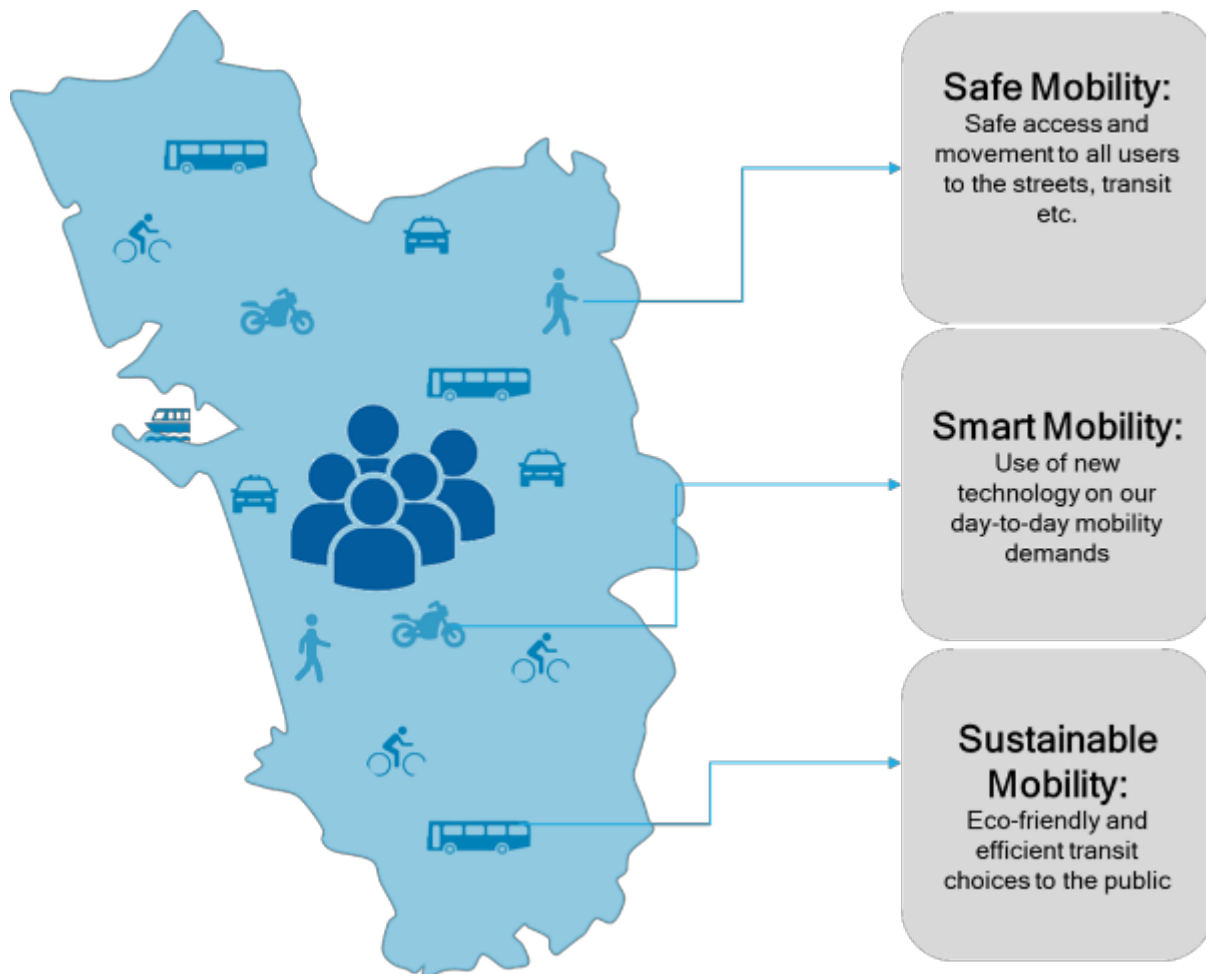 Safe Mobility:
Safe access and
movement to all users
to the streets, transit
etc.
Smart Mobility:
Use of new
technology on our
day-to-day mobility
demands
Sustainable
Mobility:
Eco-friendly and
efficient transit
choices to the public